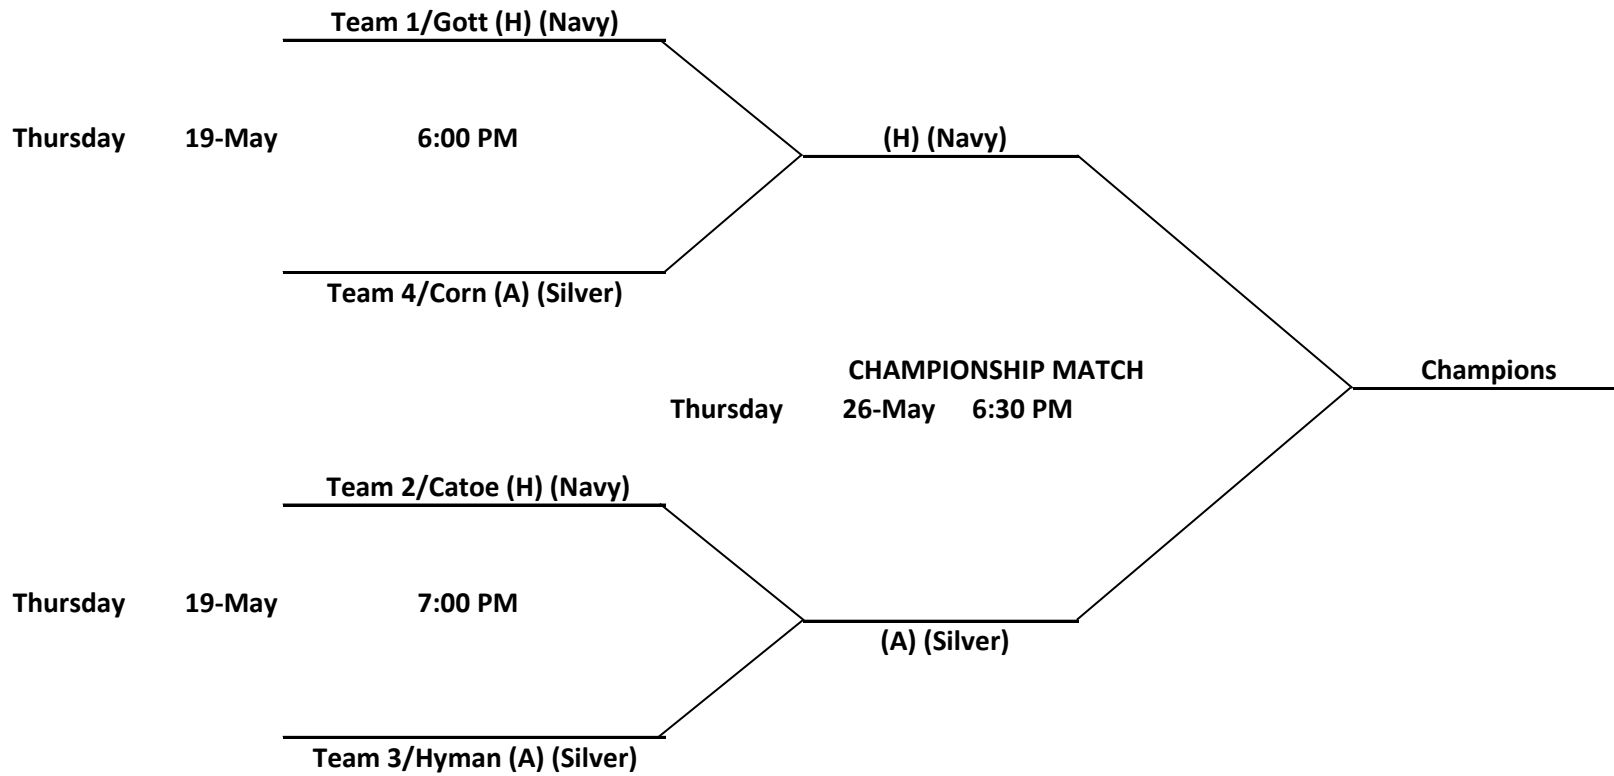 Team 1/Gott (H) (Navy)
Thursday 19-May 6:00 PM (H) (Navy)
Team 4/Corn (A) (Silver)
CHAMPIONSHIP MATCH Champions
Thursday 26-May 6:30 PM
Team 2/Catoe (H) (Navy)
Thursday 19-May 7:00 PM
(A) (Silver)
Team 3/Hyman (A) (Silver)